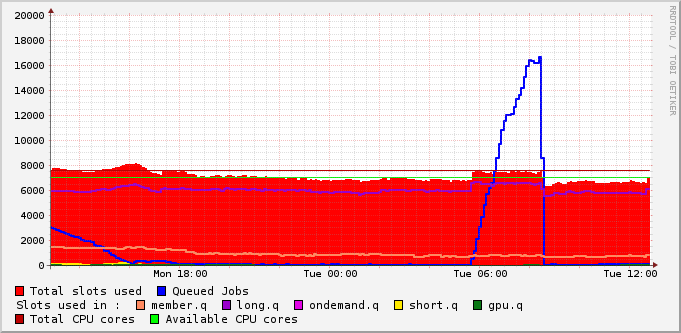 RRDTOOL / TOBI OETIKER
20000
18000
16000
14000
12000
10000
8000
6000
4000
2000
0
Mon 18:00 Tue 00:00 Tue 06:00 Tue 12:00
Total slots used Queued Jobs
Slots used in : member.q long.q ondemand.q short.q gpu.q
Total CPU cores Available CPU cores